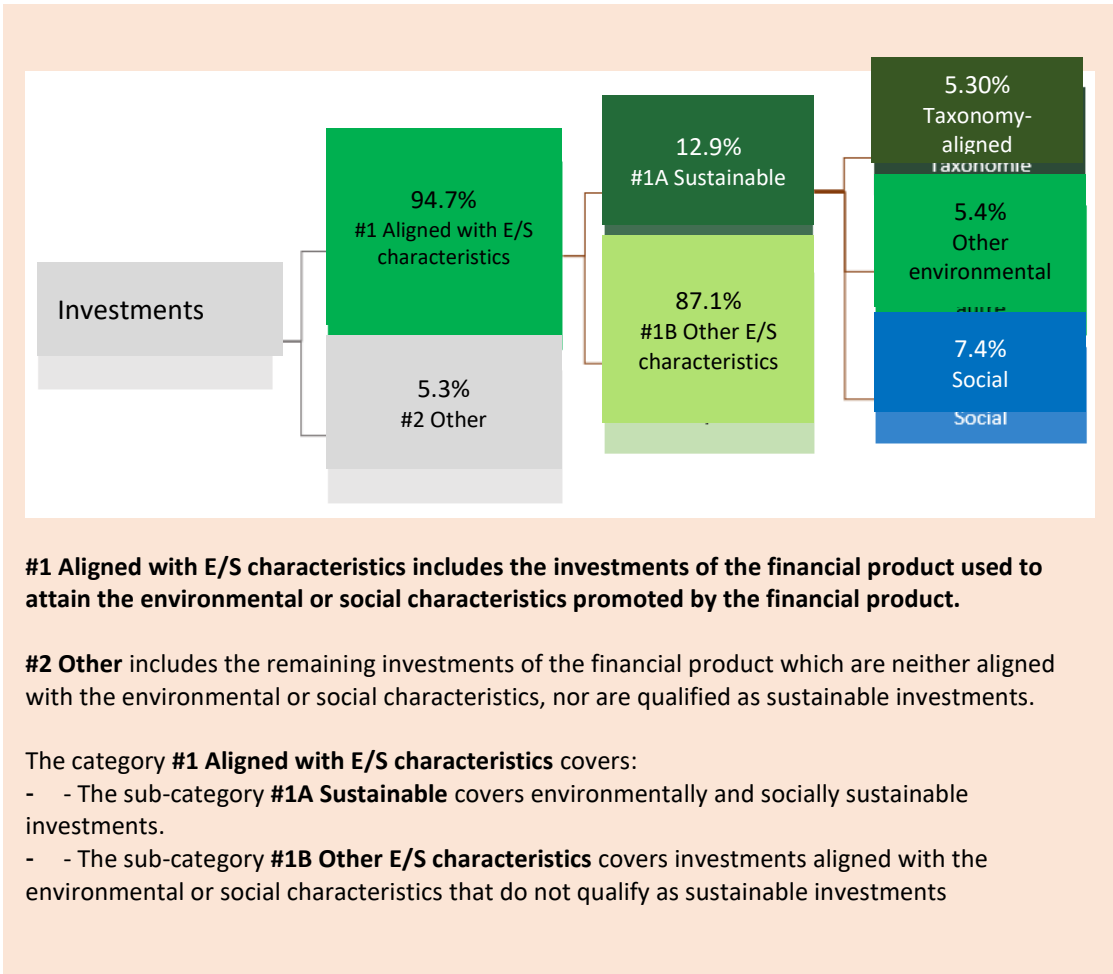 Investments
94.7%
#1 Aligned with E/S
characteristics
5.3%
#2 Other
12.9%
#1A Sustainable
87.1%
#1B Other E/S
characteristics
5.30%
Taxonomy-
aligned
Taxonomie
5.4%
Other
environmental
autre
7.4%
Social
Social
#1 Aligned with E/S characteristics includes the investments of the financial product used to
attain the environmental or social characteristics promoted by the financial product.
#2 Other includes the remaining investments of the financial product which are neither aligned
with the environmental or social characteristics, nor are qualified as sustainable investments.
The category #1 Aligned with E/S characteristics covers:
- - The sub-category #1A Sustainable covers environmentally and socially sustainable
investments.
- - The sub-category #1B Other E/S characteristics covers investments aligned with the
environmental or social characteristics that do not qualify as sustainable investments